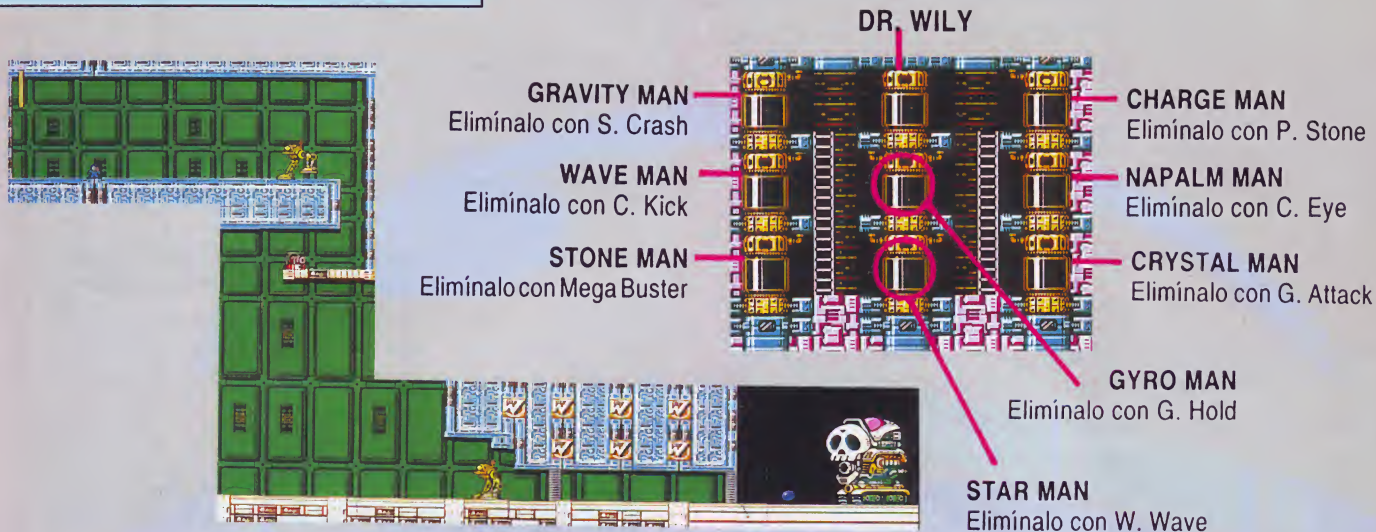 DR. WILY
GRAVITY MAN
Elimínalo con S. Crash
WAVE MAN
Elimínalo con C. Kick
STONE MAN
Elimínalo con Mega Buster
CHARGE MAN
Elimínalo con P. Stone
NAPALM MAN
Elimínalo con C. Eye
CRYSTAL MAN
Elimínalo con G. Attack
GYRO MAN
Elimínalo con G. Hold
STAR MAN
Elimínalo con W. Wave